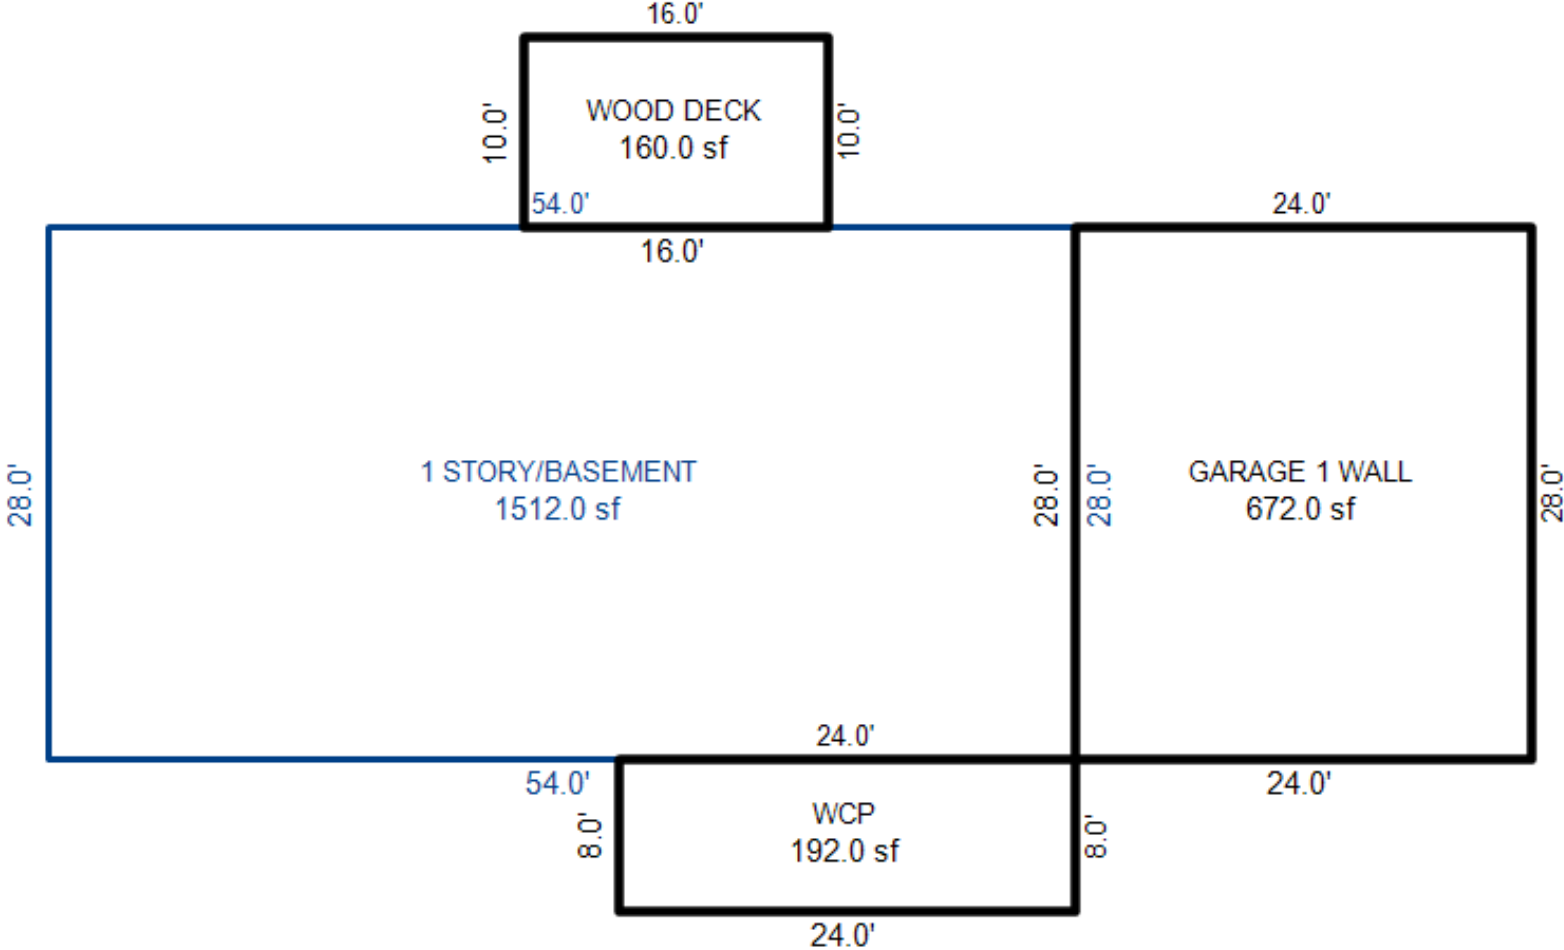 16.0'
WOOD DECK
160.0 sf
10.0'
10.0'
54.0'
16.0'
24.0'
28.0'
1 STORY/BASEMENT
1512.0 sf
28.0'
28.0'
GARAGE 1 WALL
672.0 sf
28.0'
24.0'
54.0'
24.0'
8.0'
WCP
192.0 sf
8.0'
24.0'